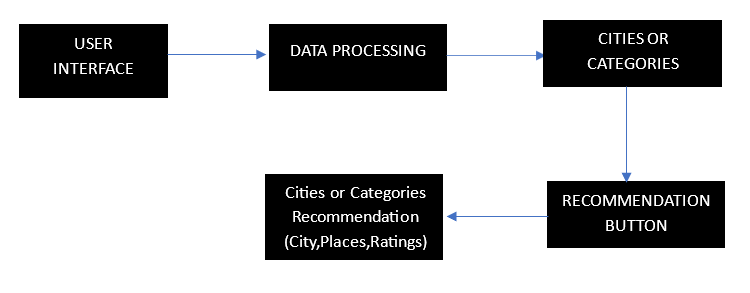 USER
INTERFACE
DATA PROCESSING
CITIES OR
CATEGORIES
RECOMMENDATION
BUTTON
Cities or Categories
Recommendation
(City,Places,Ratings)